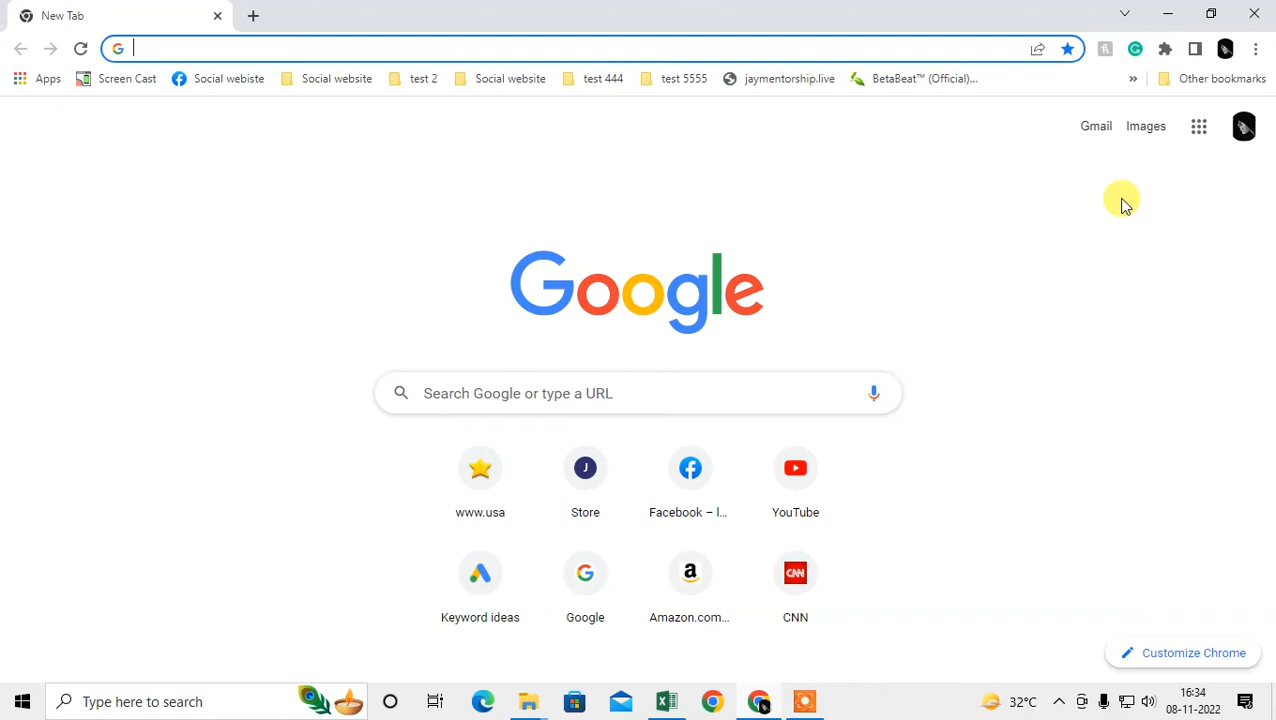 New Tab
Apps Screen Cast Social webiste Social website test 2 Social website test 444 test 5555 jaymentorship.live BetaBeat™ (Official)... » Other bookmarks
Gmail Images
Google
Search Google or type a URL
J
www.usa Store Facebook – l... YouTube
a CNN
Keyword ideas Google Amazon.com... CNN
Customize Chrome
Type here to search 32°C 16:34
08-11-2022